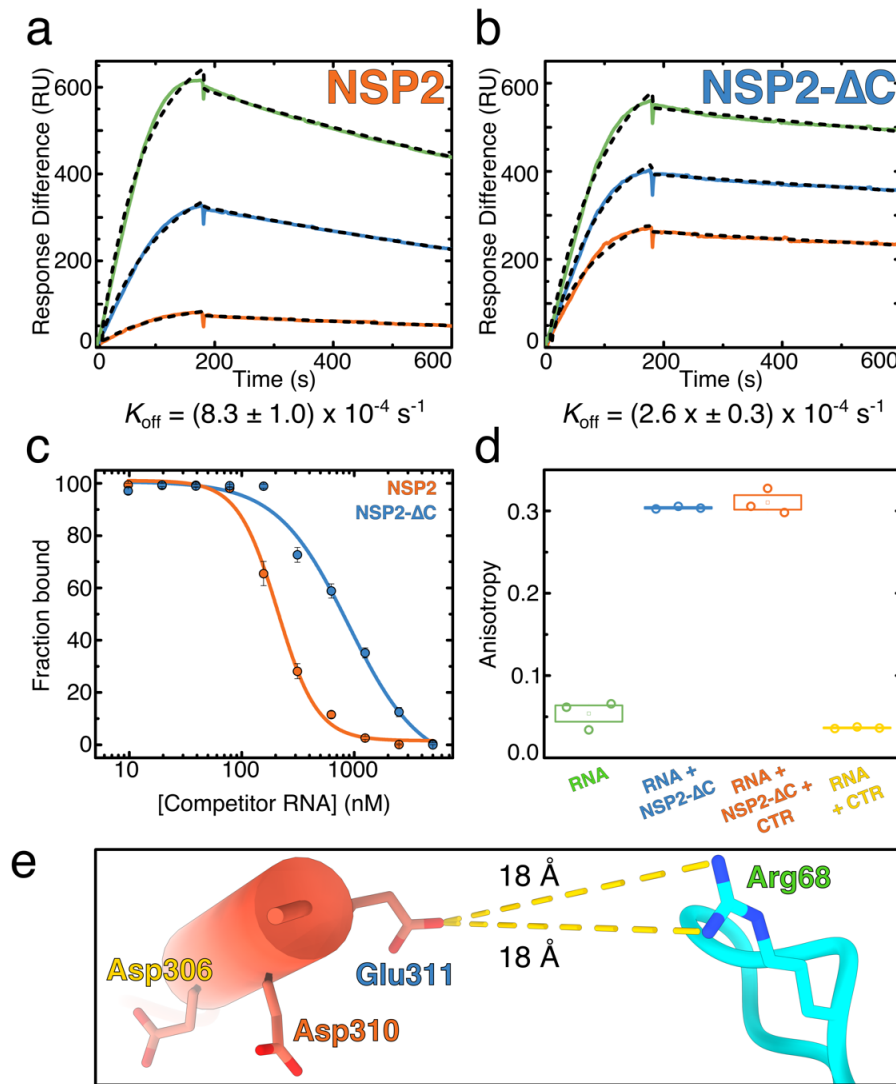 a
NSP2
Response Difference (RU)
600
400
200
0
0 200 400 600
Time (s)
Koff = (8.3 ± 1.0) x 10⁻⁴ s⁻¹
b
NSP2-ΔC
Response Difference (RU)
600
400
200
0
0 200 400 600
Time (s)
Koff = (2.6 x ± 0.3) x 10⁻⁴ s⁻¹
c
NSP2
NSP2-ΔC
Fraction bound
100
80
60
40
20
0
10 100 1000
[Competitor RNA] (nM)
d
Anisotropy
0.3
0.2
0.1
0.0
RNA
RNA +
NSP2-ΔC
RNA +
NSP2-ΔC +
CTR
RNA
+ CTR
e
18 Å
Arg68
18 Å
Asp306
Glu311
Asp310